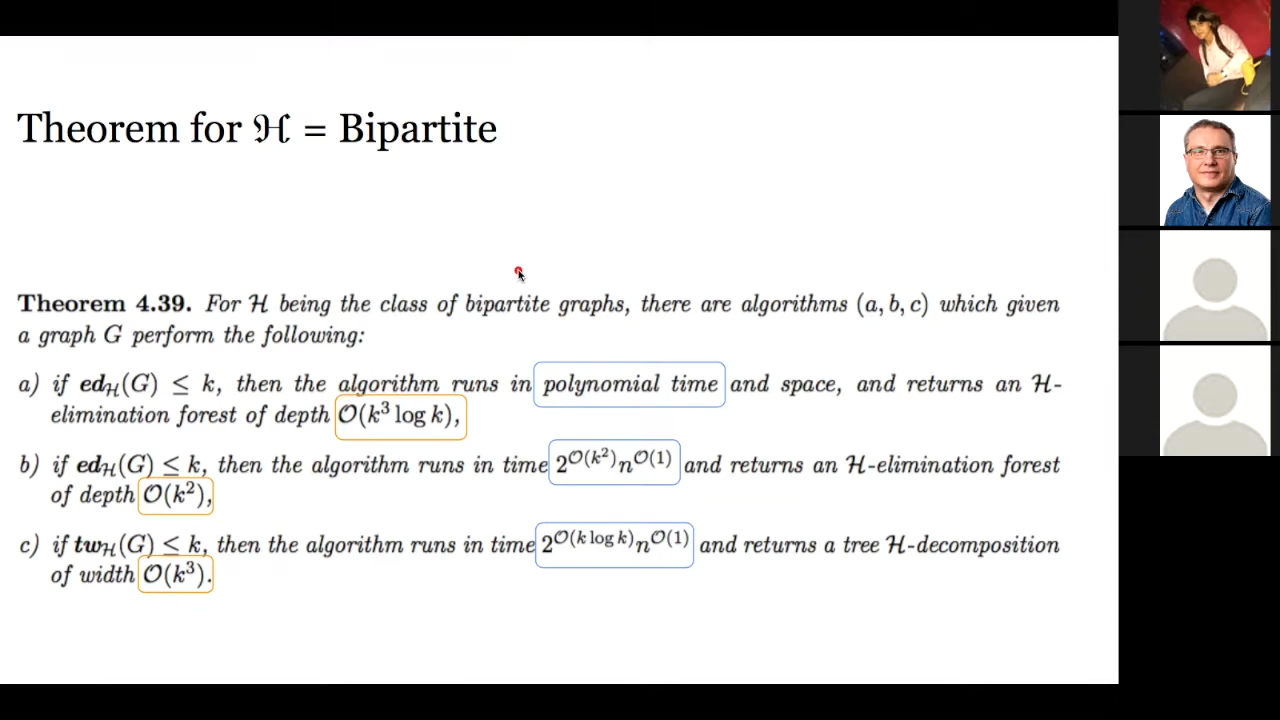 Theorem for ℋ = Bipartite
Theorem 4.39. For ℋ being the class of bipartite graphs, there are algorithms (a, b, c) which given
a graph G perform the following:
a) if ed_ℋ(G) ≤ k, then the algorithm runs in polynomial time and space, and returns an ℋ-
elimination forest of depth 𝒪(k³ log k),
b) if ed_ℋ(G) ≤ k, then the algorithm runs in time 2^{𝒪(k²)}n^{𝒪(1)} and returns an ℋ-elimination forest
of depth 𝒪(k²),
c) if tw_ℋ(G) ≤ k, then the algorithm runs in time 2^{𝒪(k log k)}n^{𝒪(1)} and returns a tree ℋ-decomposition
of width 𝒪(k³).